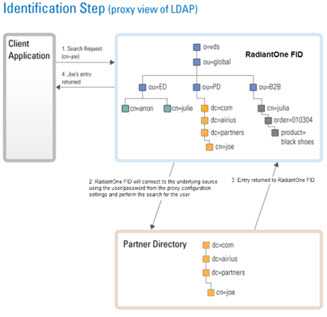 Identification Step (proxy view of LDAP)
Client
Application
1. Search Request
(cn=joe)
4. Joe's entry
returned
o=eds
ou=global
RadiantOne FID
ou=ED
ou=PD
ou=B2B
cn=arron
cn=julie
dc=com
dc=airius
dc=partners
cn=joe
cn=julia
order=010304
product=
black shoes
2. RadiantOne FID will connect to the underlying source
using the user/password from the proxy configuration
settings and perform the search for the user
3. Entry returned to RadiantOne FID
Partner Directory
dc=com
dc=airius
dc=partners
cn=joe